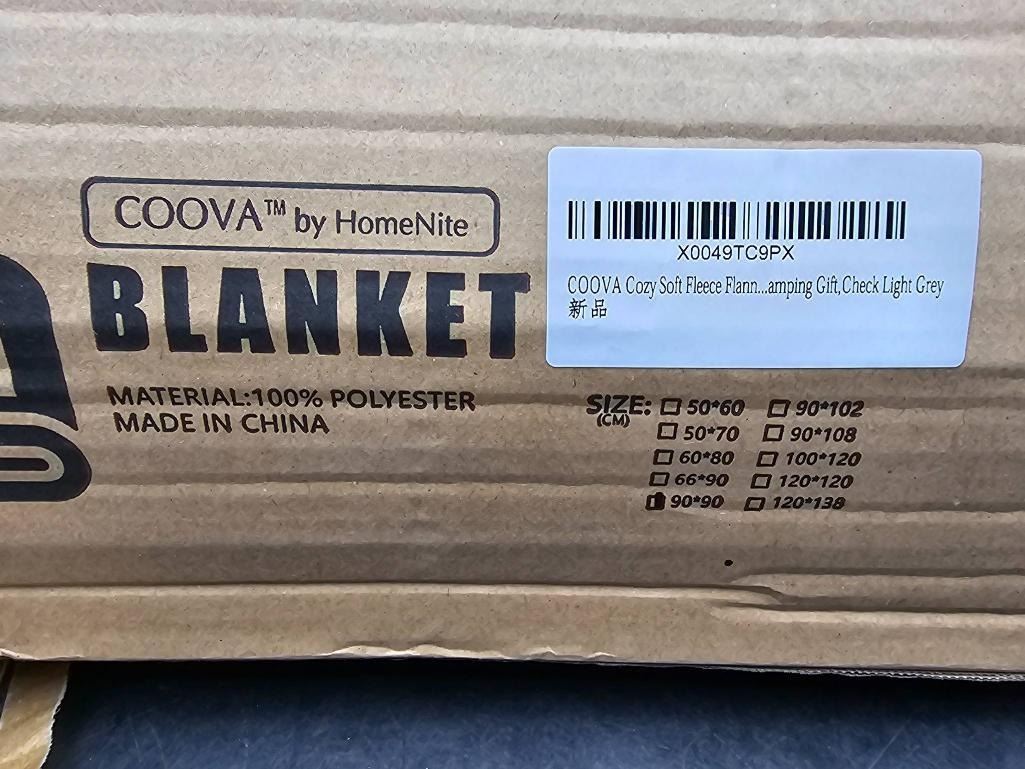 COOVA™ by HomeNite
BLANKET
MATERIAL:100% POLYESTER
MADE IN CHINA
X0049TC9PX
COOVA Cozy Soft Fleece Flann...amping Gift,Check Light Grey
新品
SIZE: 50*60 90*102
(CM)
50*70 90*108
60*80 100*120
66*90 120*120
90*90 120*138